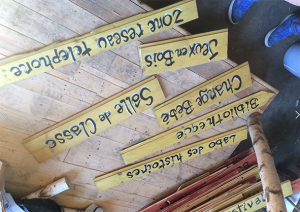 Zone réseau téléphone
Jeux en Bois
Salle de Classe
Change Bébé
Bibliothèque
Labo des histoires